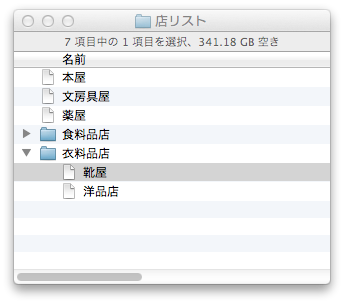 店リスト
7 項目中の 1 項目を選択、341.18 GB 空き
名前
本屋
文房具屋
薬屋
食料品店
衣料品店
靴屋
洋品店